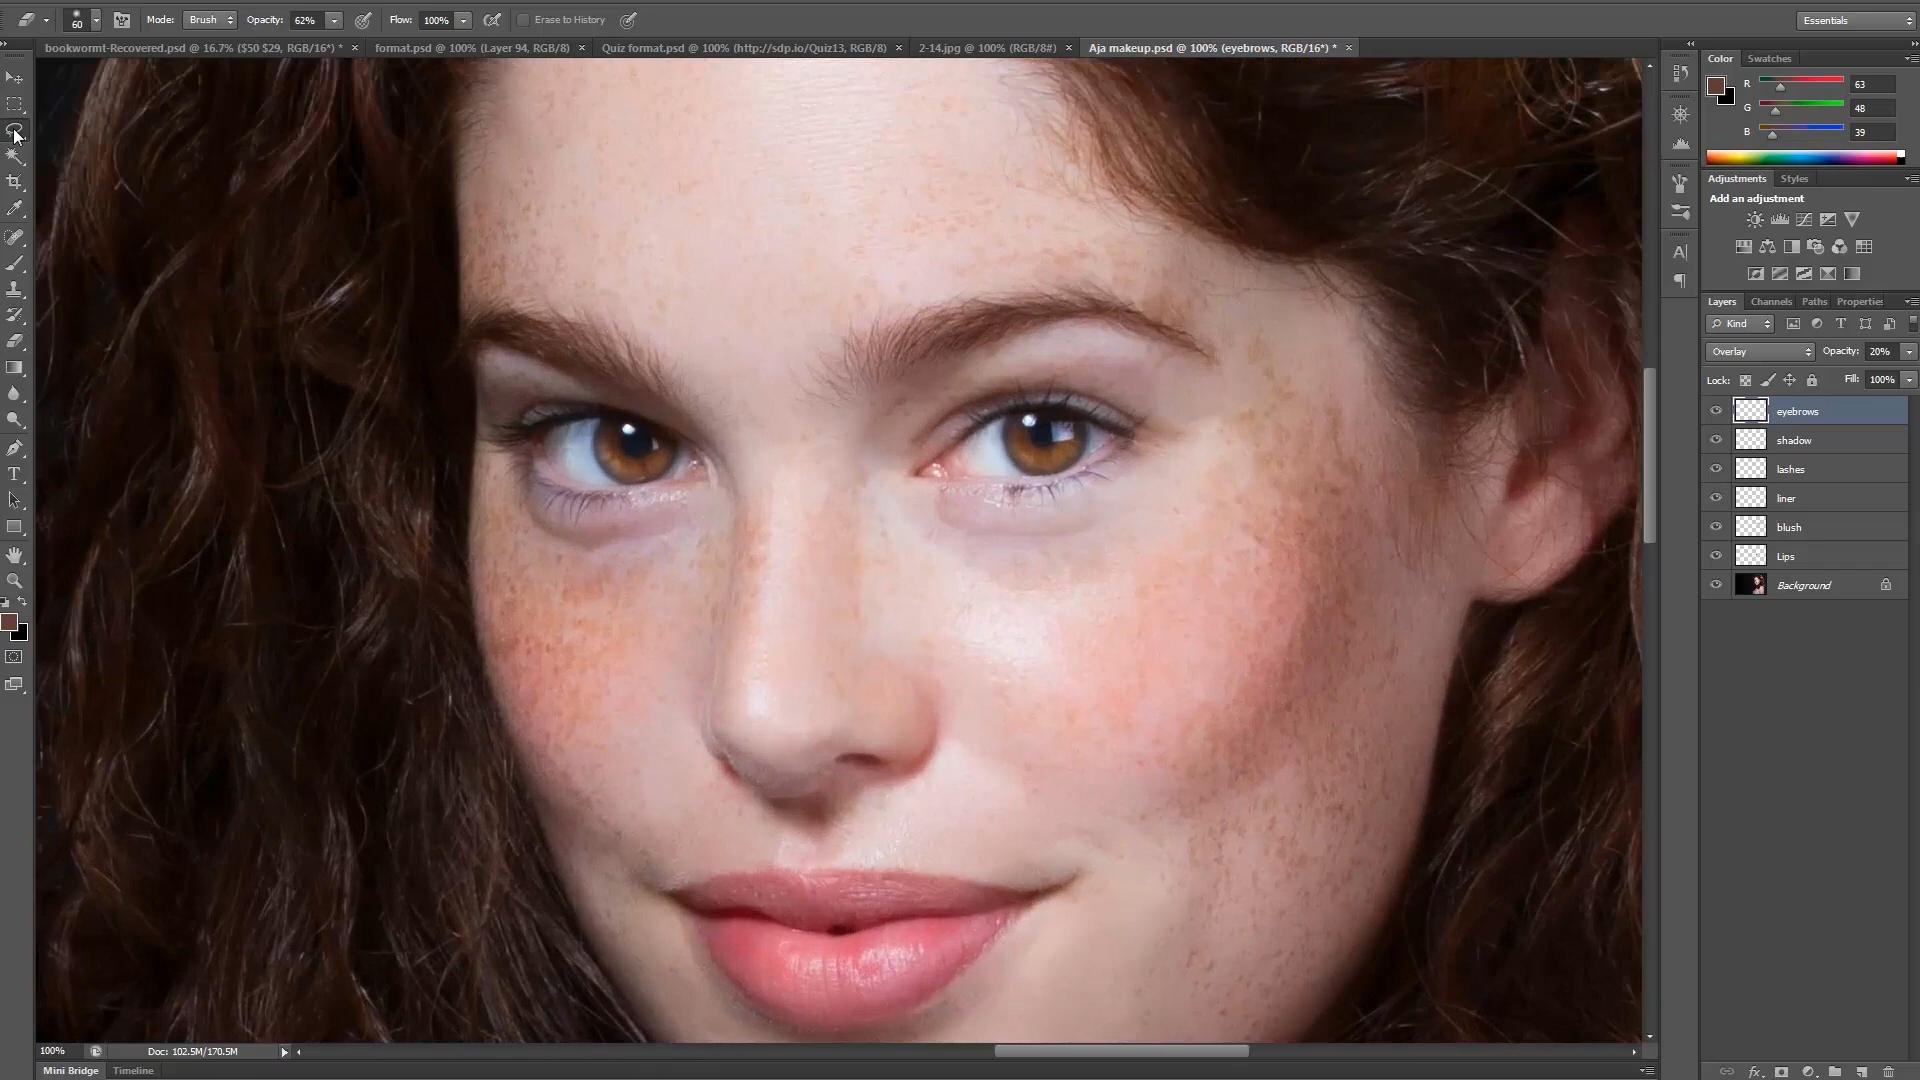 60 Mode: Brush Opacity: 62% Flow: 100% Erase to History Essentials
bookwormt-Recovered.psd @ 16.7% ($50 $29, RGB/16*) * × format.psd @ 100% (Layer 94, RGB/8) × Quiz format.psd @ 100% (http://sdp.io/Quiz13, RGB/8) × 2-14.jpg @ 100% (RGB/8#) × Aja makeup.psd @ 100% (eyebrows, RGB/16*) * ×
Color Swatches
R 63
G 48
B 39
Adjustments Styles
Add an adjustment
Layers Channels Paths Properties
Kind
Overlay Opacity: 20%
Lock: Fill: 100%
eyebrows
shadow
lashes
liner
blush
Lips
Background
100% Doc: 102.5M/170.5M
Mini Bridge Timeline